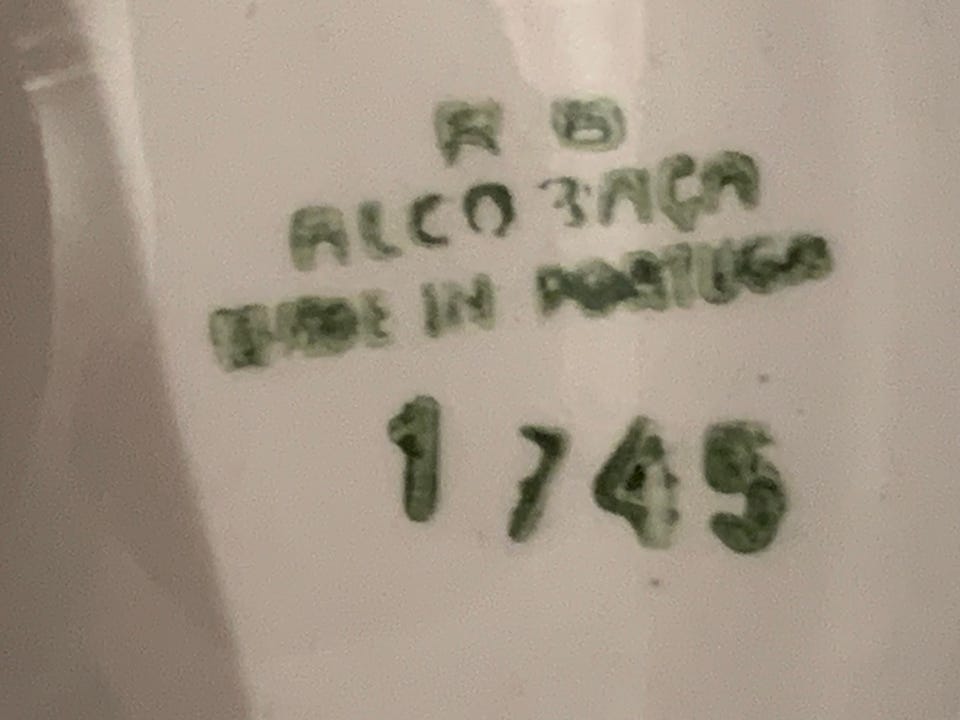 R B
ALCOBAÇA
MADE IN PORTUGAL
1745